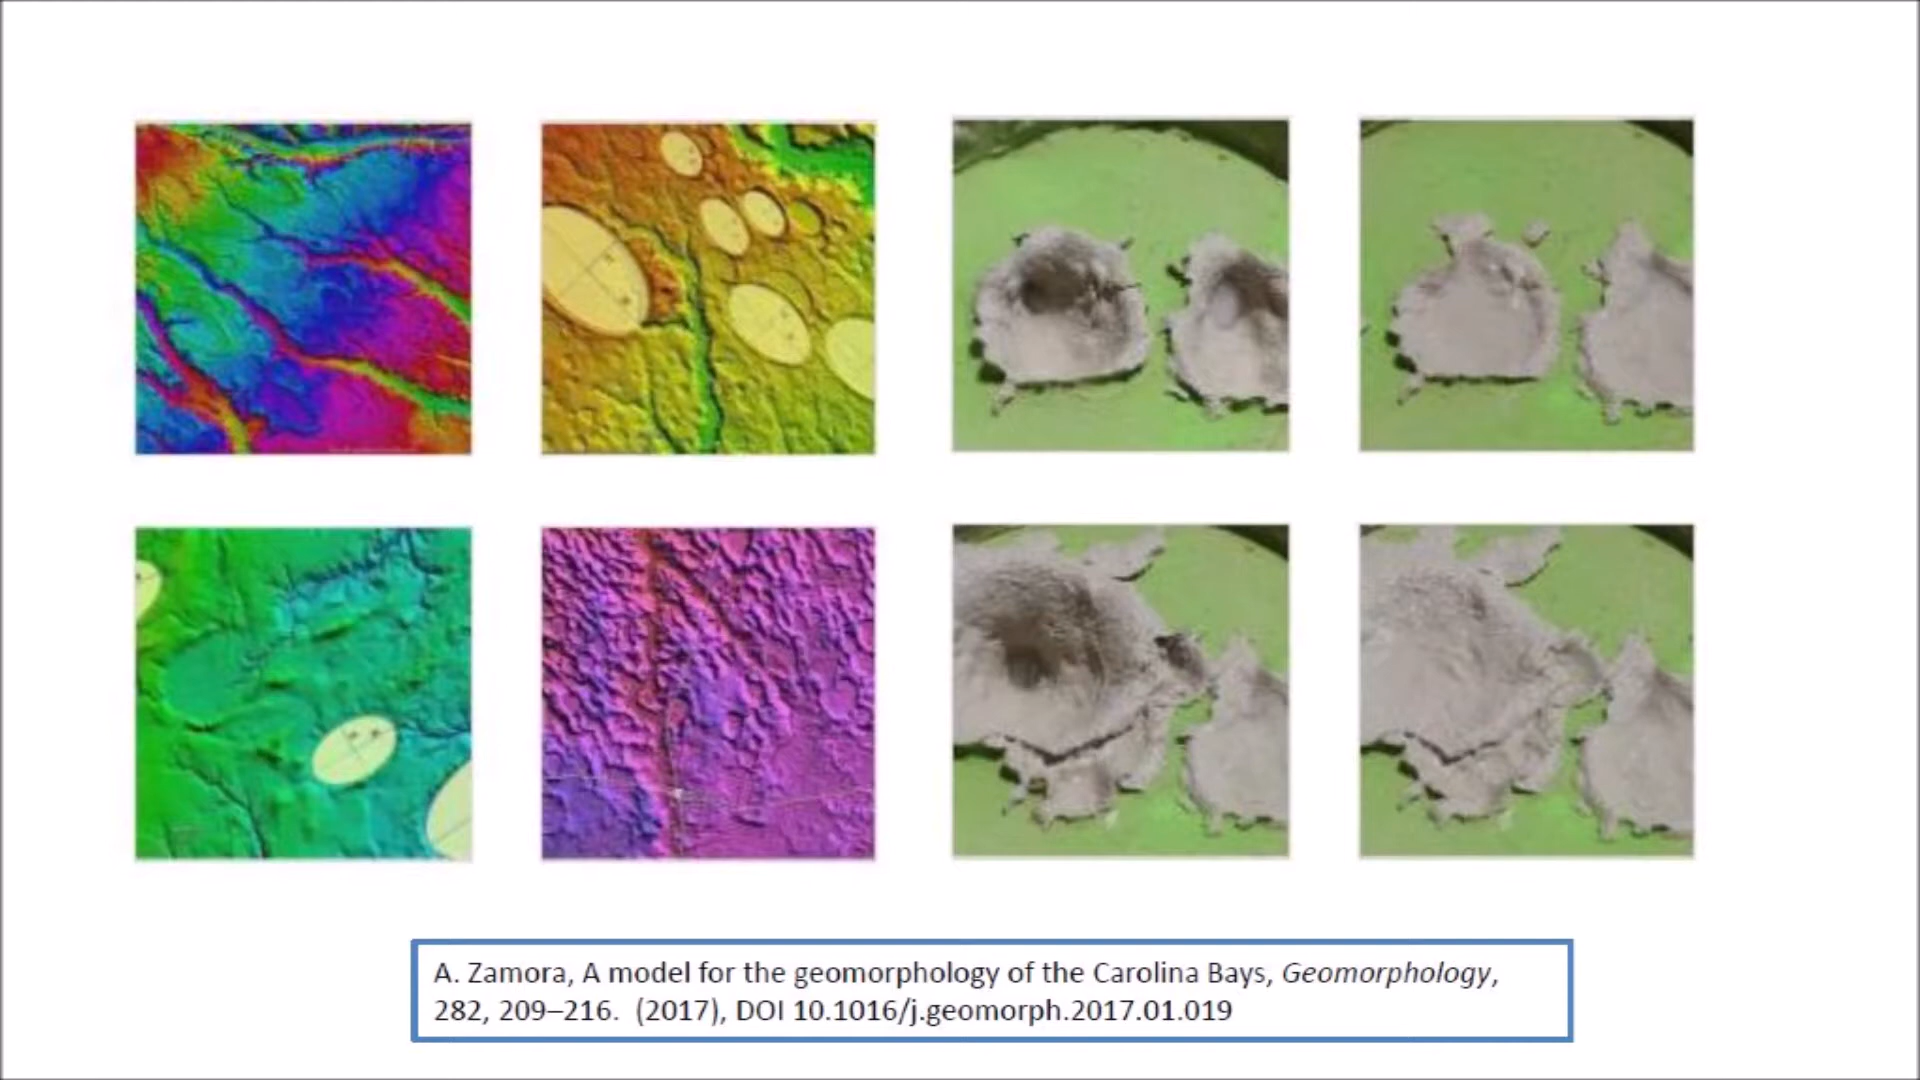 A. Zamora, A model for the geomorphology of the Carolina Bays, Geomorphology,
282, 209–216.  (2017), DOI 10.1016/j.geomorph.2017.01.019